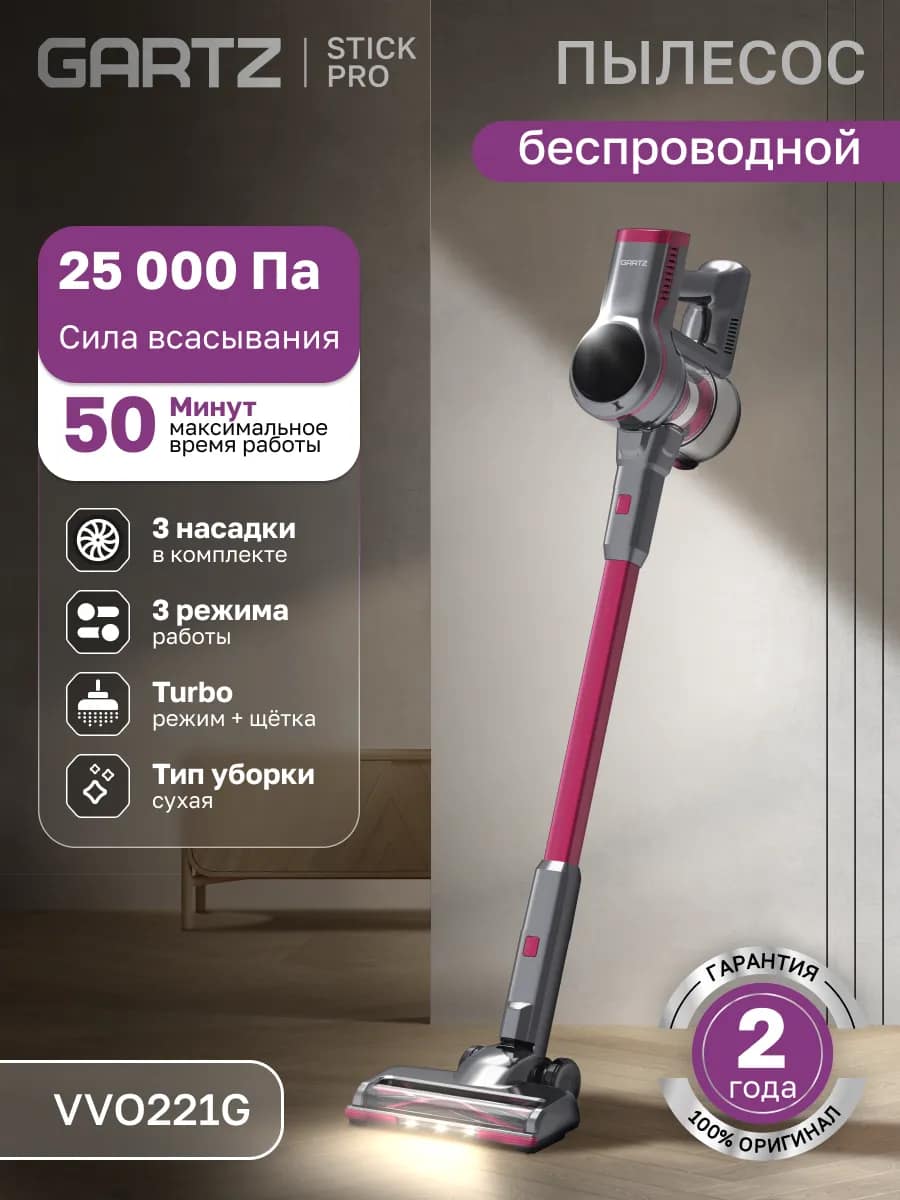 GARTZ
STICK
PRO
ПЫЛЕСОС
беспроводной
25 000 Па
Сила всасывания
50
Минут
максимальное
время работы
3 насадки
в комплекте
3 режима
работы
Turbo
режим + щётка
Тип уборки
сухая
GARTZ
ГАРАНТИЯ
2
года
100% ОРИГИНАЛ
VVO221G